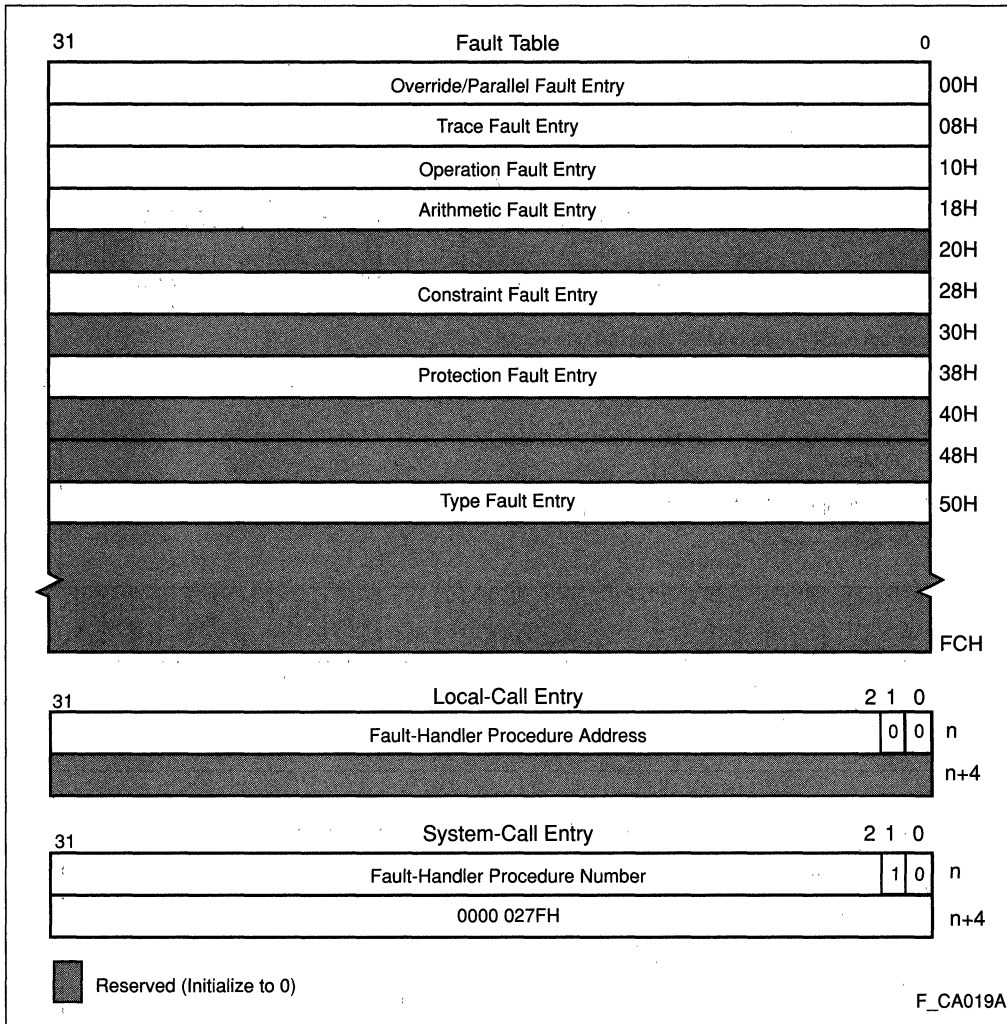 31 Fault Table 0
Override/Parallel Fault Entry 00H
Trace Fault Entry 08H
Operation Fault Entry 10H
Arithmetic Fault Entry 18H
20H
Constraint Fault Entry 28H
30H
Protection Fault Entry 38H
40H
48H
Type Fault Entry 50H
FCH
31 Local-Call Entry 2 1 0
Fault-Handler Procedure Address 0 0 n
n+4
31 System-Call Entry 2 1 0
Fault-Handler Procedure Number 1 0 n
0000 027FH n+4
Reserved (Initialize to 0)
F_CA019A